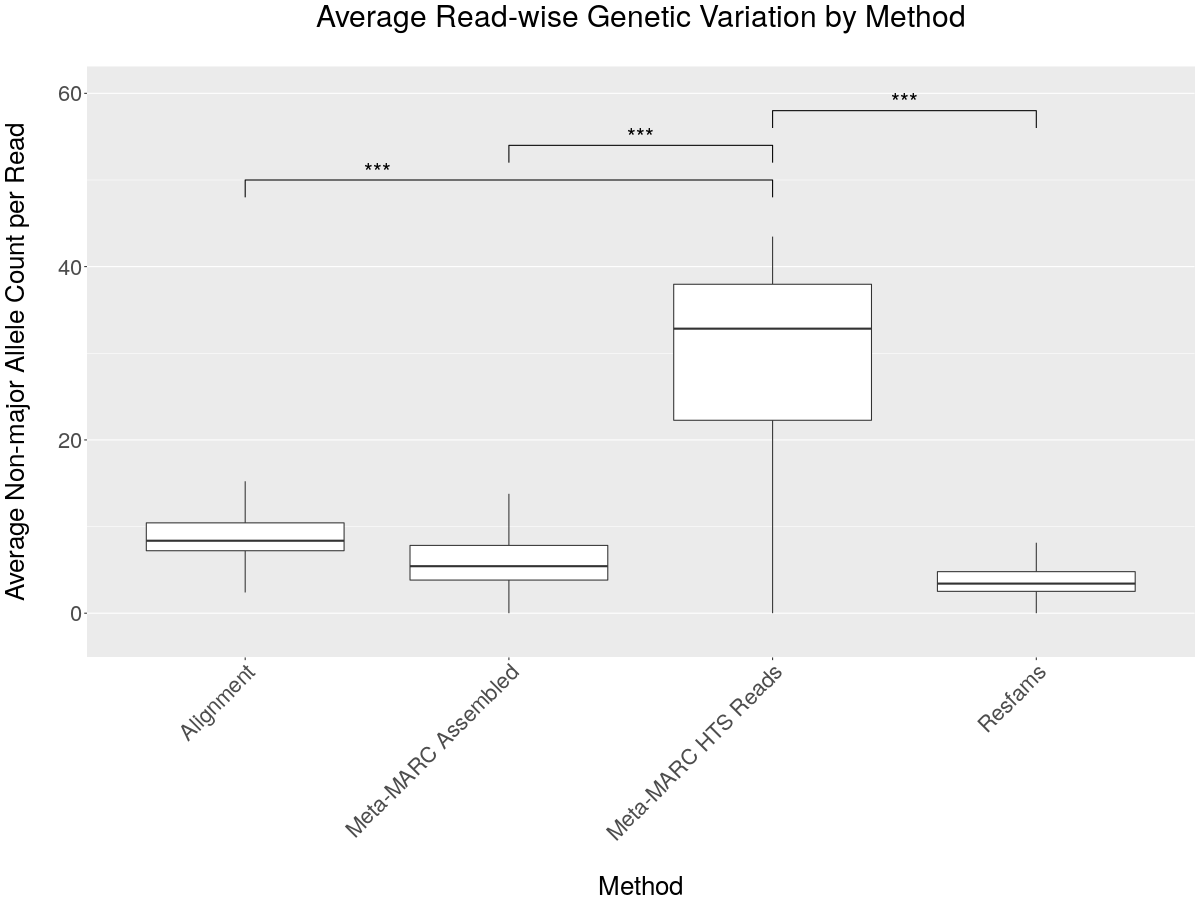 Average Read-wise Genetic Variation by Method
Average Non-major Allele Count per Read
60
40
20
0
***
***
***
Alignment
Meta-MARC Assembled
Meta-MARC HTS Reads
Resfams
Method